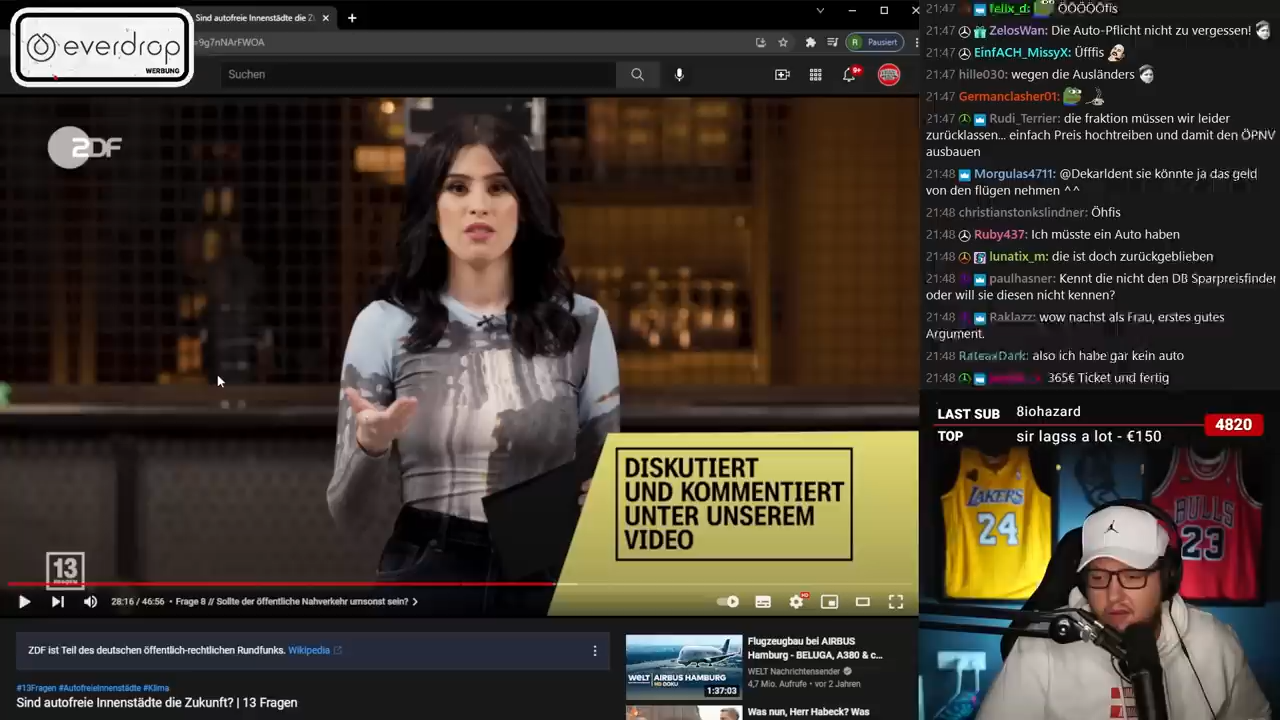 everdrop
WERBUNG
Sind autofreie Innenstädte die Z
=9g7nNArFWOA
Pausiert
Suchen
9+
ZDF
DISKUTIERT
UND KOMMENTIERT
UNTER UNSEREM
VIDEO
13
FRAGEN
28:16 / 46:56 • Frage 8 // Sollte der öffentliche Nahverkehr umsonst sein?
HD
ZDF ist Teil des deutschen öffentlich-rechtlichen Rundfunks. Wikipedia
#13Fragen #AutofreieInnenstädte #Klima
Sind autofreie Innenstädte die Zukunft? | 13 Fragen
WELT
AIRBUS HAMBURG
HD DOKU
1:37:03
Flugzeugbau bei AIRBUS
Hamburg - BELUGA, A380 & c...
WELT Nachrichtensender
4,7 Mio. Aufrufe • vor 2 Jahren
Was nun, Herr Habeck? Was
21:47 felix_d: ÖÖÖÖÖfis
21:47 ZelosWan: Die Auto-Pflicht nicht zu vergessen!
21:47 EinfACH_MissyX: Üfffis
21:47 hille030: wegen die Ausländers
21:47 Germanclasher01:
21:47 Rudi_Terrier: die fraktion müssen wir leider
zurücklassen... einfach Preis hochtreiben und damit den ÖPNV
ausbauen
21:48 Morgulas4711: @DekarIdent sie könnte ja das geld
von den flügen nehmen ^^
21:48 christianstonkslindner: Öhfis
21:48 Ruby437: Ich müsste ein Auto haben
21:48 lunatix_m: die ist doch zurückgeblieben
21:48 paulhasner: Kennt die nicht den DB Sparpreisfinder
oder will sie diesen nicht kennen?
21:48 Raklazz: wow nachst als Frau, erstes gutes
Argument.
21:48 also ich habe gar kein auto
21:48 365€ Ticket und fertig
LAST SUB 8iohazard
4820
TOP sir lagss a lot - €150
LAKERS
24
BULLS
23